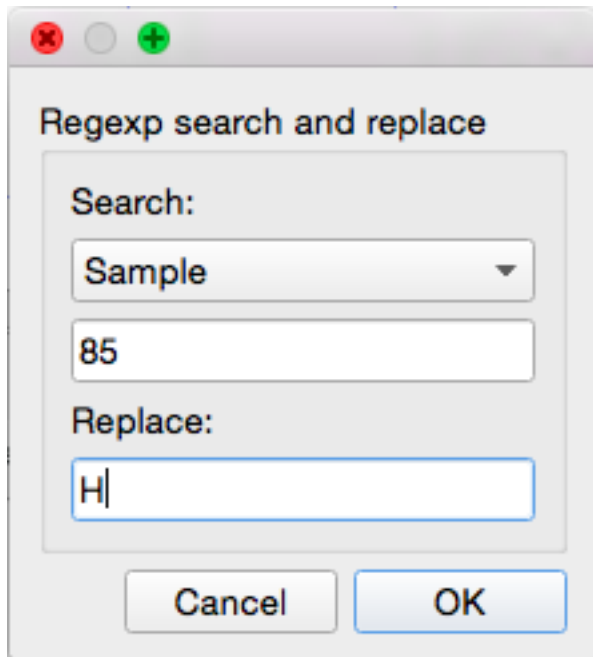 Regexp search and replace
Search:
Sample
85
Replace:
H
Cancel OK